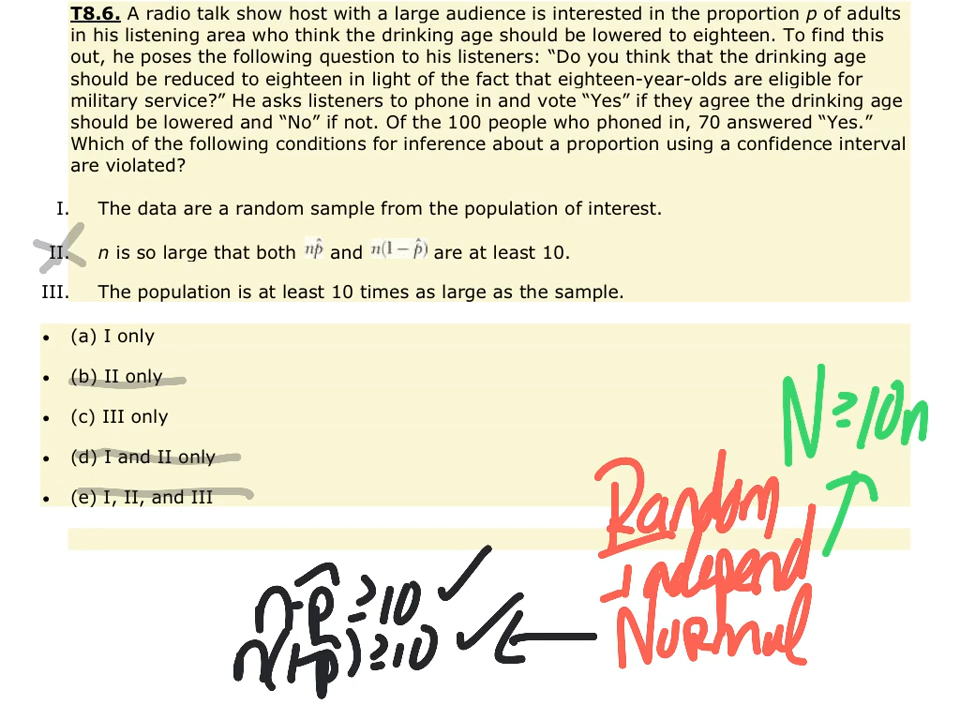 T8.6. A radio talk show host with a large audience is interested in the proportion p of adults
in his listening area who think the drinking age should be lowered to eighteen. To find this
out, he poses the following question to his listeners: “Do you think that the drinking age
should be reduced to eighteen in light of the fact that eighteen-year-olds are eligible for
military service?” He asks listeners to phone in and vote “Yes” if they agree the drinking age
should be lowered and “No” if not. Of the 100 people who phoned in, 70 answered “Yes.”
Which of the following conditions for inference about a proportion using a confidence interval
are violated?
I. The data are a random sample from the population of interest.
II. n is so large that both np̂ and n(1 − p̂) are at least 10.
III. The population is at least 10 times as large as the sample.
• (a) I only
• (b) II only
• (c) III only
• (d) I and II only
• (e) I, II, and III
N ≥ 10n
Random
Independ
Normal
n·p̂ ≥ 10 ✓
n(1-p̂) ≥ 10 ✓